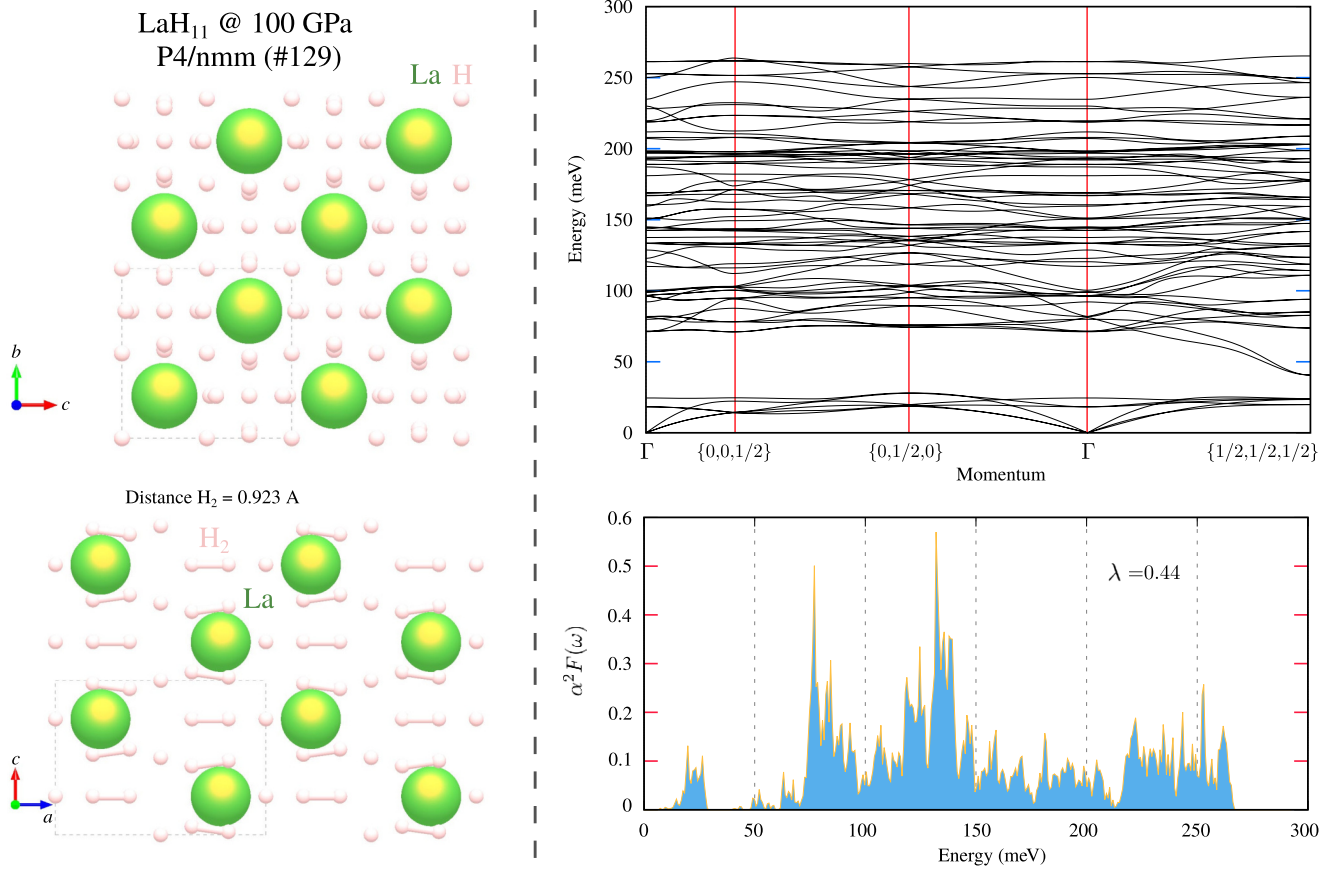 LaH₁₁ @ 100 GPa
P4/nmm (#129)
La H
b
c
Distance H₂ = 0.923 A
H₂
La
c
a
300
250
200
150
100
50
0
Energy (meV)
Γ {0,0,1/2} {0,1/2,0} Γ {1/2,1/2,1/2}
Momentum
0.6
0.5
0.4
0.3
0.2
0.1
0
α²F(ω)
λ =0.44
0 50 100 150 200 250 300
Energy (meV)